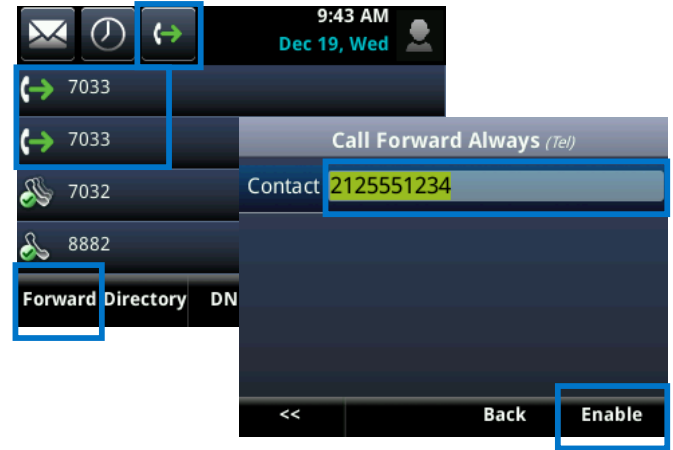 9:43 AM
Dec 19, Wed
7033
7033
7032
8882
Forward Directory DN
Call Forward Always (Tel)
Contact 2125551234
<< Back Enable